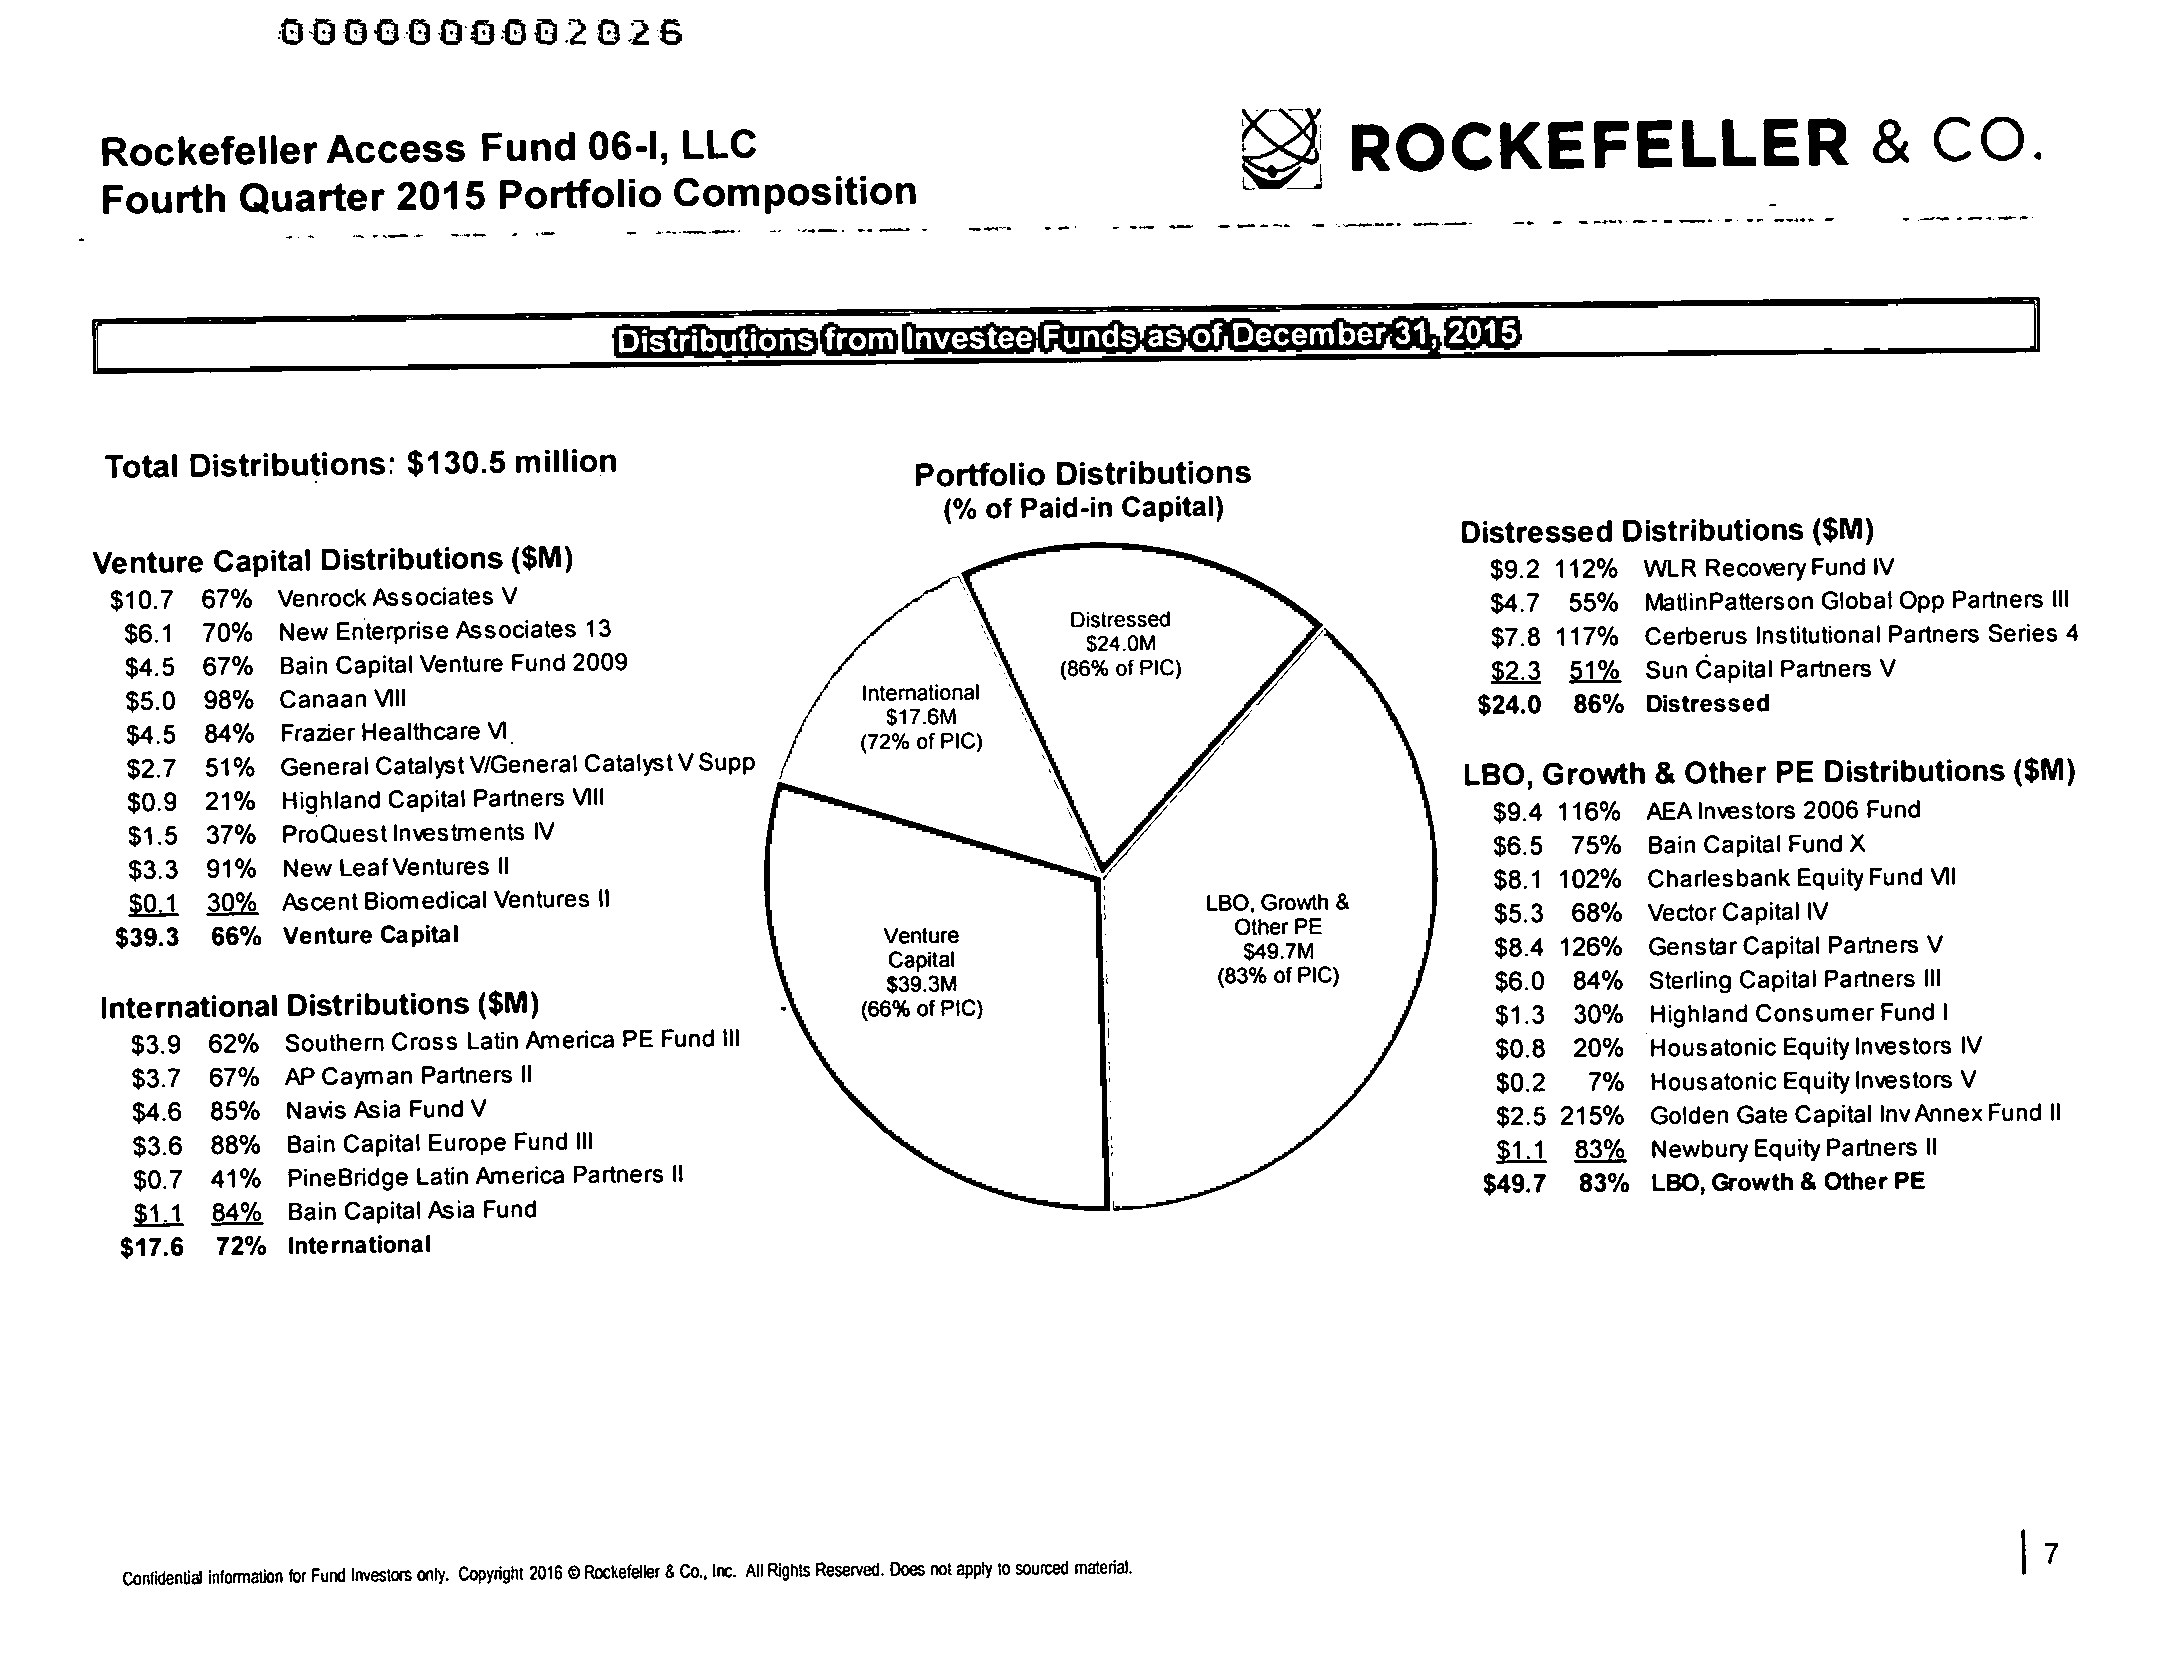 0000000002026
Rockefeller Access Fund 06-I, LLC
Fourth Quarter 2015 Portfolio Composition
ROCKEFELLER & CO.
Distributions from Investee Funds as of December 31, 2015
Total Distributions: $130.5 million
Venture Capital Distributions ($M)
$10.7 67% Venrock Associates V
$6.1 70% New Enterprise Associates 13
$4.5 67% Bain Capital Venture Fund 2009
$5.0 98% Canaan VIII
$4.5 84% Frazier Healthcare VI
$2.7 51% General Catalyst V/General Catalyst V Supp
$0.9 21% Highland Capital Partners VIII
$1.5 37% ProQuest Investments IV
$3.3 91% New Leaf Ventures II
$0.1 30% Ascent Biomedical Ventures II
$39.3 66% Venture Capital
International Distributions ($M)
$3.9 62% Southern Cross Latin America PE Fund III
$3.7 67% AP Cayman Partners II
$4.6 85% Navis Asia Fund V
$3.6 88% Bain Capital Europe Fund III
$0.7 41% PineBridge Latin America Partners II
$1.1 84% Bain Capital Asia Fund
$17.6 72% International
Portfolio Distributions
(% of Paid-in Capital)
Distressed
$24.0M
(86% of PIC)
International
$17.6M
(72% of PIC)
LBO, Growth &
Other PE
$49.7M
(83% of PIC)
Venture
Capital
$39.3M
(66% of PIC)
Distressed Distributions ($M)
$9.2 112% WLR Recovery Fund IV
$4.7 55% MatlinPatterson Global Opp Partners III
$7.8 117% Cerberus Institutional Partners Series 4
$2.3 51% Sun Capital Partners V
$24.0 86% Distressed
LBO, Growth & Other PE Distributions ($M)
$9.4 116% AEA Investors 2006 Fund
$6.5 75% Bain Capital Fund X
$8.1 102% Charlesbank Equity Fund VII
$5.3 68% Vector Capital IV
$8.4 126% Genstar Capital Partners V
$6.0 84% Sterling Capital Partners III
$1.3 30% Highland Consumer Fund I
$0.8 20% Housatonic Equity Investors IV
$0.2 7% Housatonic Equity Investors V
$2.5 215% Golden Gate Capital Inv Annex Fund II
$1.1 83% Newbury Equity Partners II
$49.7 83% LBO, Growth & Other PE
Confidential information for Fund Investors only. Copyright 2016 © Rockefeller & Co., Inc. All Rights Reserved. Does not apply to sourced material.
7